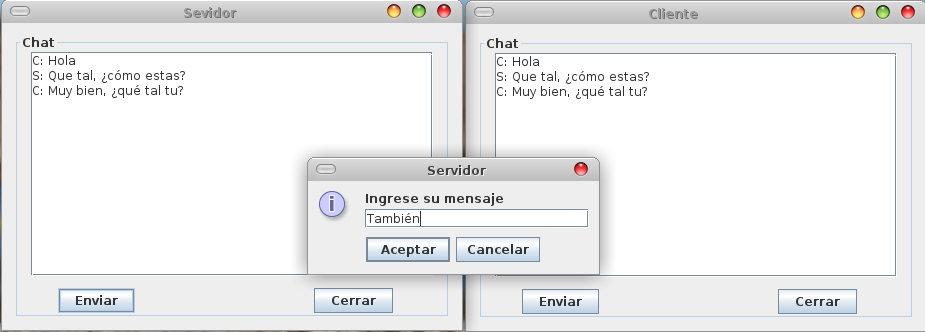 Sevidor
Chat
C: Hola
S: Que tal, ¿cómo estas?
C: Muy bien, ¿qué tal tu?
Enviar
Cerrar
Cliente
Chat
C: Hola
S: Que tal, ¿cómo estas?
C: Muy bien, ¿qué tal tu?
Enviar
Cerrar
Servidor
i
Ingrese su mensaje
También
Aceptar
Cancelar